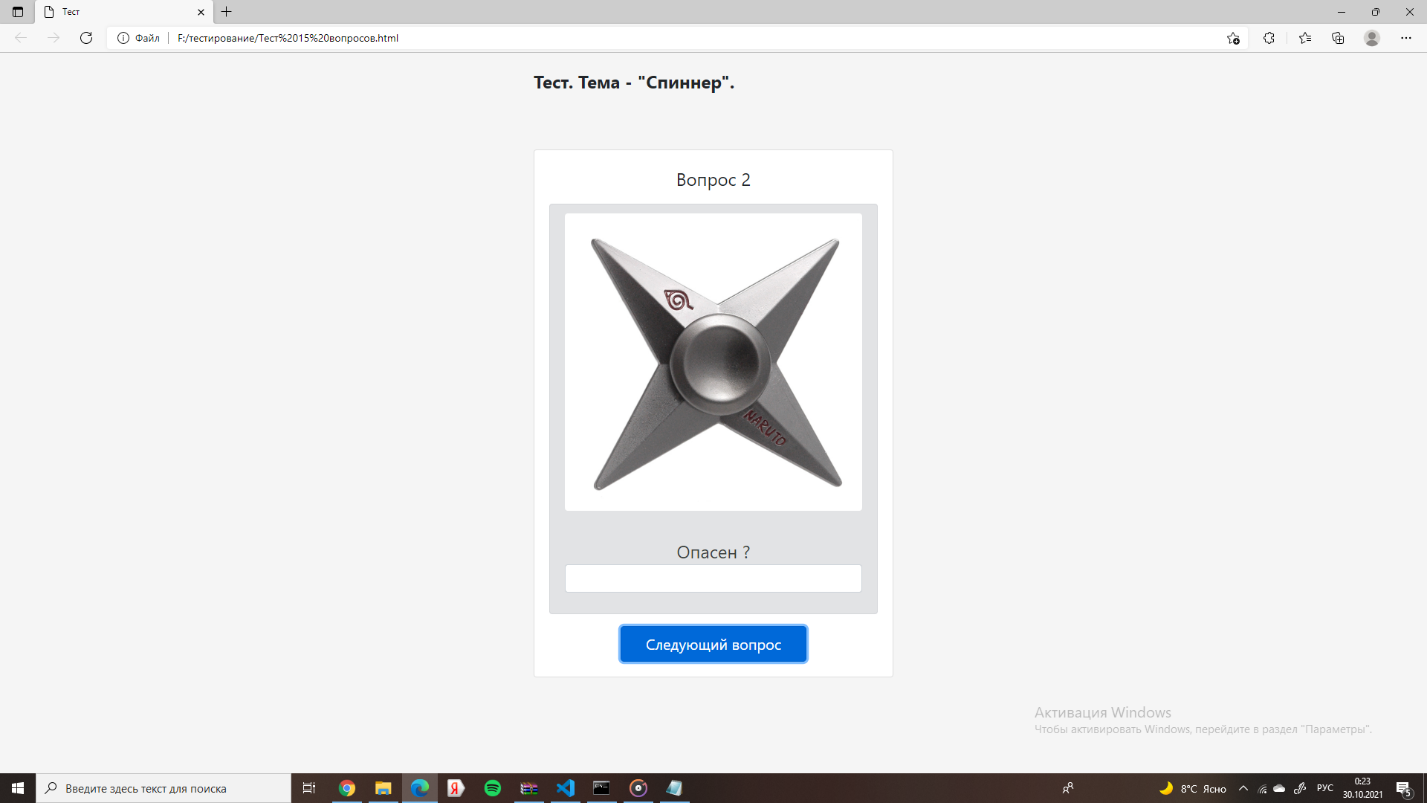 Тест
Файл
F:/тестирование/Тест%2015%20вопросов.html
Тест. Тема - "Спиннер".
Вопрос 2
NARUTO
Опасен ?
Следующий вопрос
Активация Windows
Чтобы активировать Windows, перейдите в раздел "Параметры".
Введите здесь текст для поиска
Я
8°C Ясно
РУС
0:23
30.10.2021
5